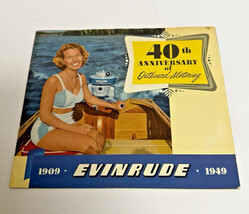 40th
ANNIVERSARY
of
Outboard Motoring
1909 · EVINRUDE · 1949